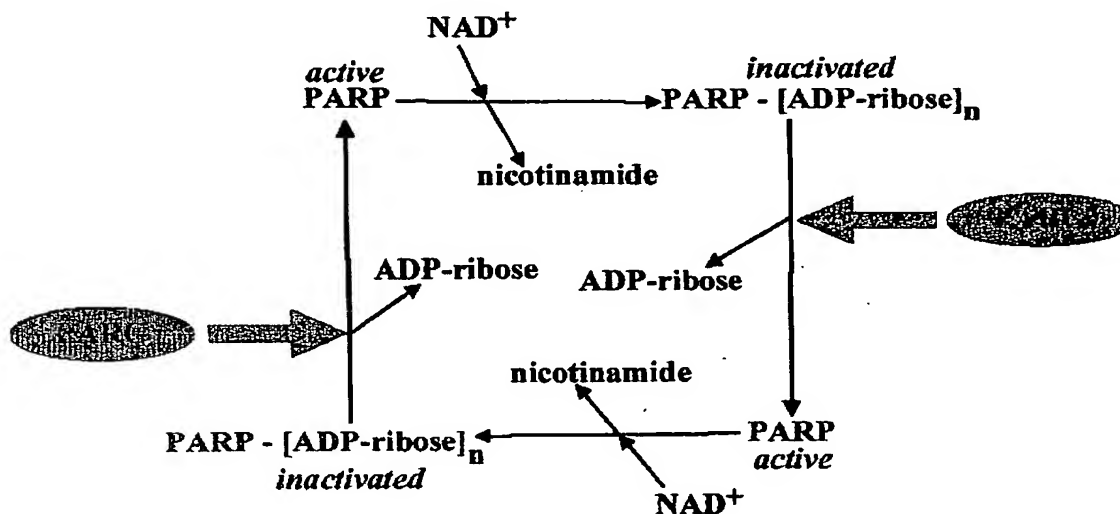 NAD+
active
inactivated
PARP
PARP - [ADP-ribose]n
nicotinamide
ADP-ribose
ADP-ribose
nicotinamide
PARP - [ADP-ribose]n
PARP
inactivated
active
NAD+